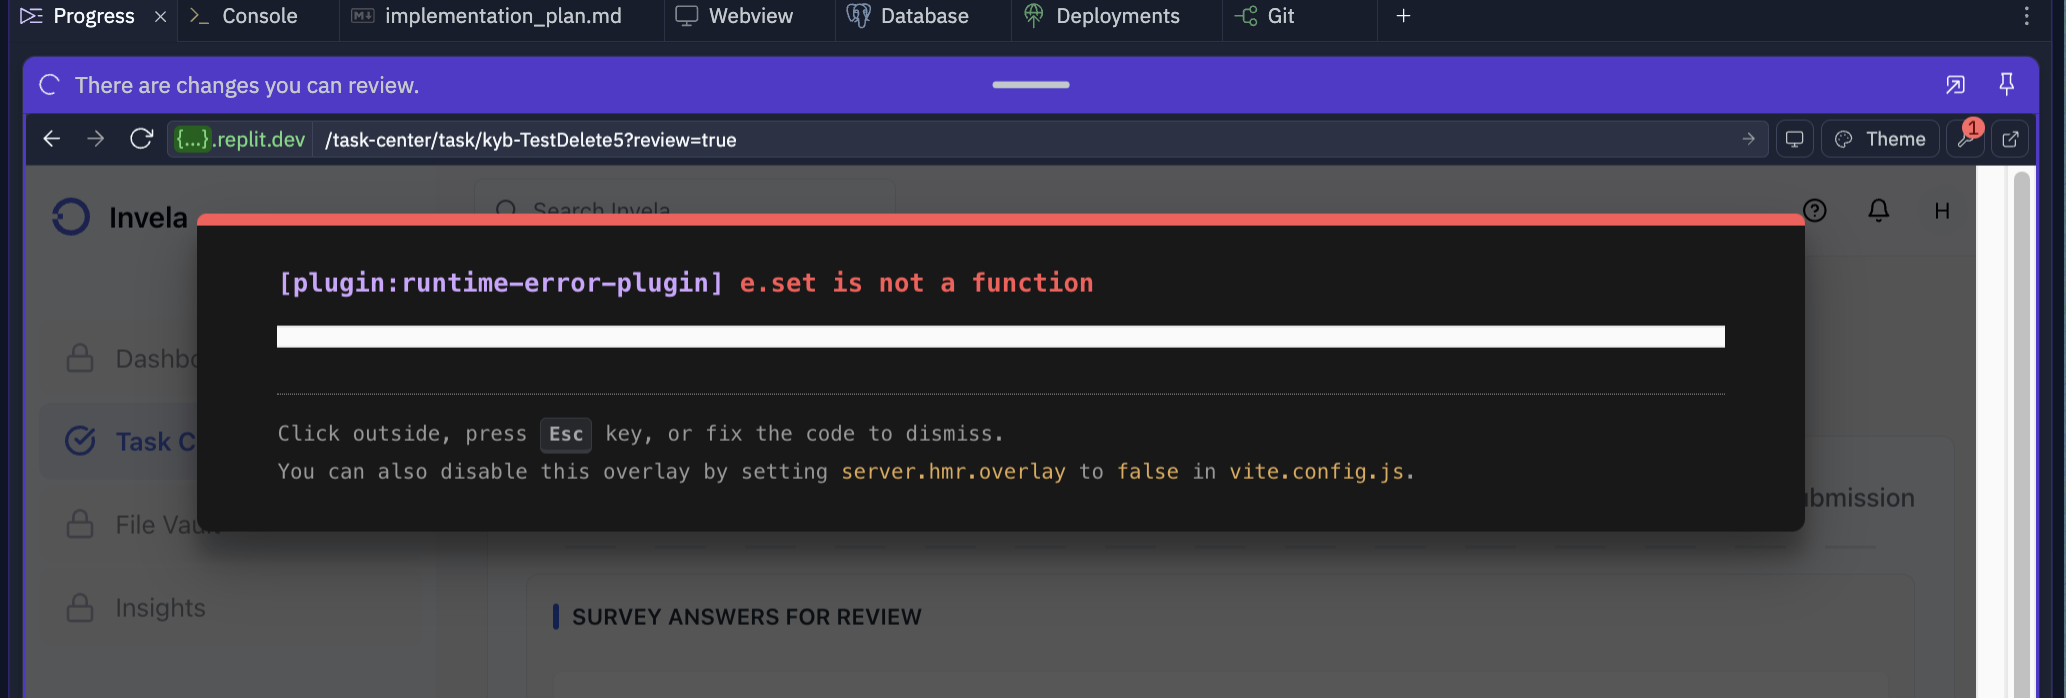 Progress × Console implementation_plan.md Webview Database Deployments Git +
There are changes you can review.
{...}.replit.dev /task-center/task/kyb-TestDelete5?review=true Theme 1
Invela Search Invela H
[plugin:runtime-error-plugin] e.set is not a function
Dashbo
Click outside, press Esc key, or fix the code to dismiss.
Task C
You can also disable this overlay by setting server.hmr.overlay to false in vite.config.js.
ubmission
File Vault
Insights
SURVEY ANSWERS FOR REVIEW